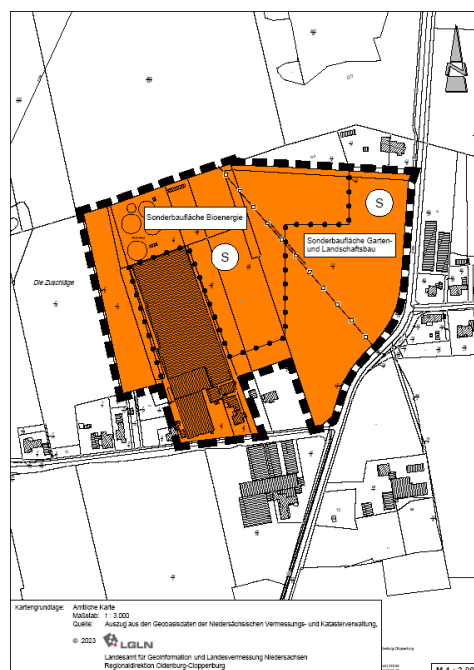 N
Sonderbaufläche Bioenergie
S
S
Sonderbaufläche Garten-
und Landschaftsbau
Die Zuschläge
Kartengrundlage: Amtliche Karte
Maßstab: 1 : 3.000
Quelle: Auszug aus den Geobasisdaten der Niedersächsischen Vermessungs- und Katasterverwaltung,
© 2023 LGLN
Landesamt für Geoinformation und Landesvermessung Niedersachsen
Regionaldirektion Oldenburg-Cloppenburg